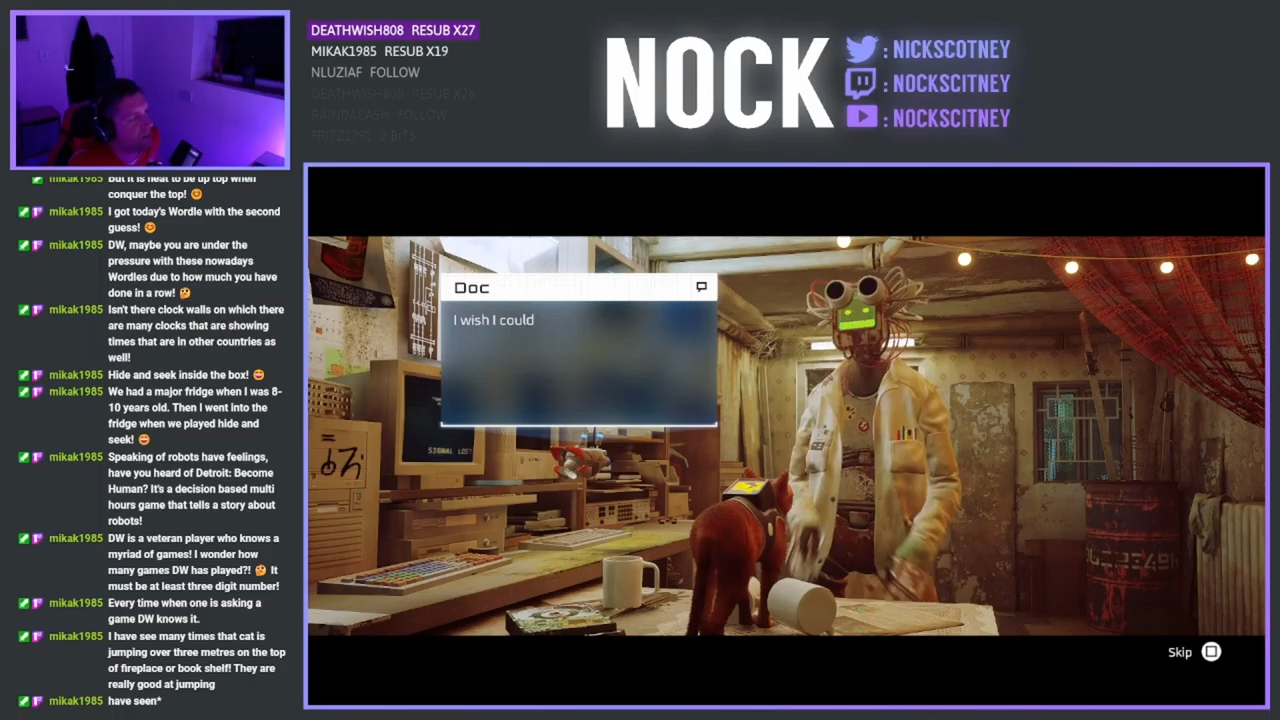 DEATHWISH808 RESUB X27
MIKAK1985 RESUB X19
NLUZIAF FOLLOW
DEATHWISH808 RESUB X26
RAINDACASH FOLLOW
FRITZ1792 2 BITS
NOCK
: NICKSCOTNEY
: NOCKSCITNEY
: NOCKSCITNEY
mikak1985 But it is neat to be up top when
conquer the top! 😊
mikak1985 I got today's Wordle with the second
guess! 😊
mikak1985 DW, maybe you are under the
pressure with these nowadays
Wordles due to how much you have
done in a row! 🤔
mikak1985 Isn't there clock walls on which there
are many clocks that are showing
times that are in other countries as
well!
mikak1985 Hide and seek inside the box! 😄
mikak1985 We had a major fridge when I was 8-
10 years old. Then I went into the
fridge when we played hide and
seek! 😄
mikak1985 Speaking of robots have feelings,
have you heard of Detroit: Become
Human? It's a decision based multi
hours game that tells a story about
robots!
mikak1985 DW is a veteran player who knows a
myriad of games! I wonder how
many games DW has played?! 🤔 It
must be at least three digit number!
mikak1985 Every time when one is asking a
game DW knows it.
mikak1985 I have see many times that cat is
jumping over three metres on the top
of fireplace or book shelf! They are
really good at jumping
mikak1985 have seen*
Doc
I wish I could
SIGNAL LOST
Skip